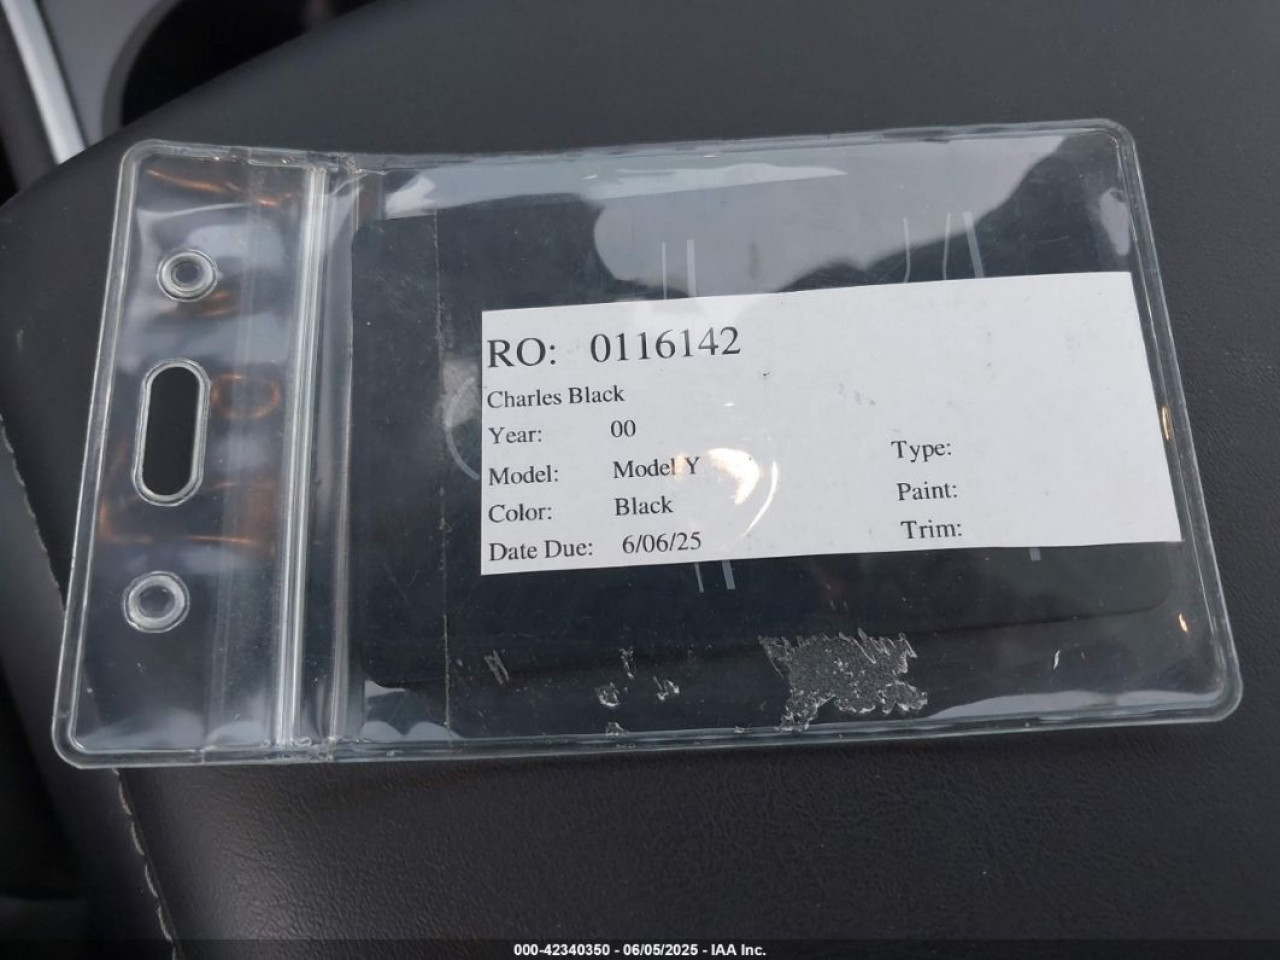 RO: 0116142
Charles Black
Year: 00
Model: Model Y
Color: Black
Date Due: 6/06/25
Type:
Paint:
Trim:
000-42340350 - 06/05/2025 - IAA Inc.